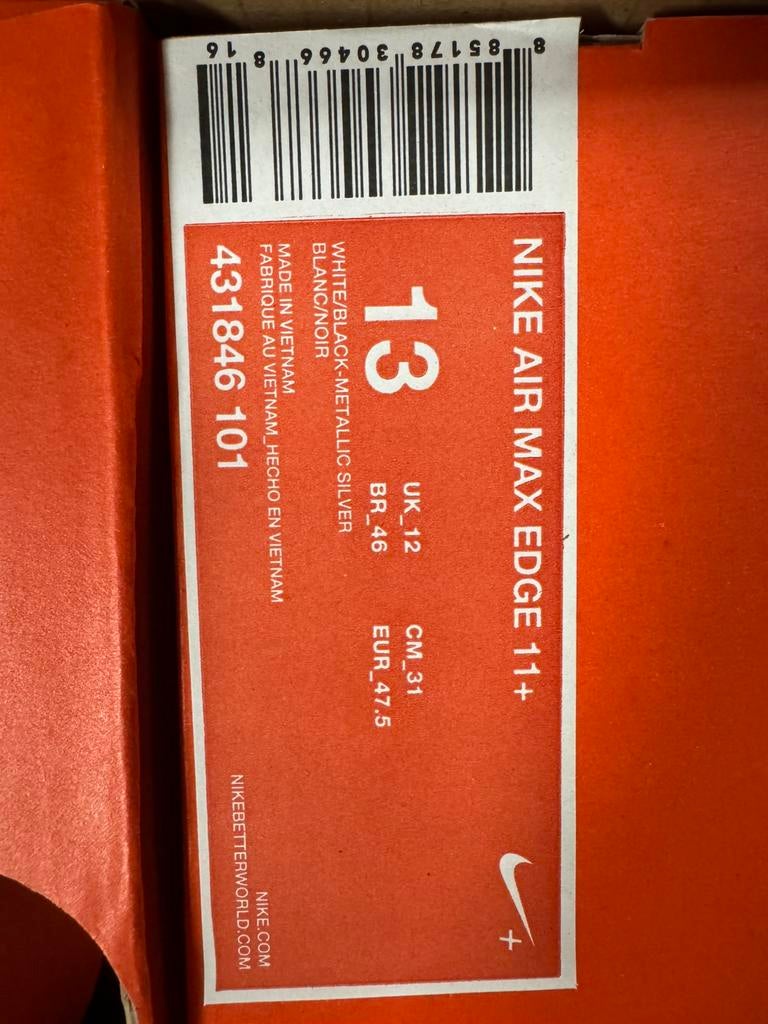 8 85178 30466 8 16
NIKE AIR MAX EDGE 11+
13
UK_12 CM_31
BR_46 EUR_47.5
WHITE/BLACK-METALLIC SILVER
BLANC/NOIR
MADE IN VIETNAM
FABRIQUE AU VIETNAM_HECHO EN VIETNAM
431846 101
NIKE.COM
NIKEBETTERWORLD.COM